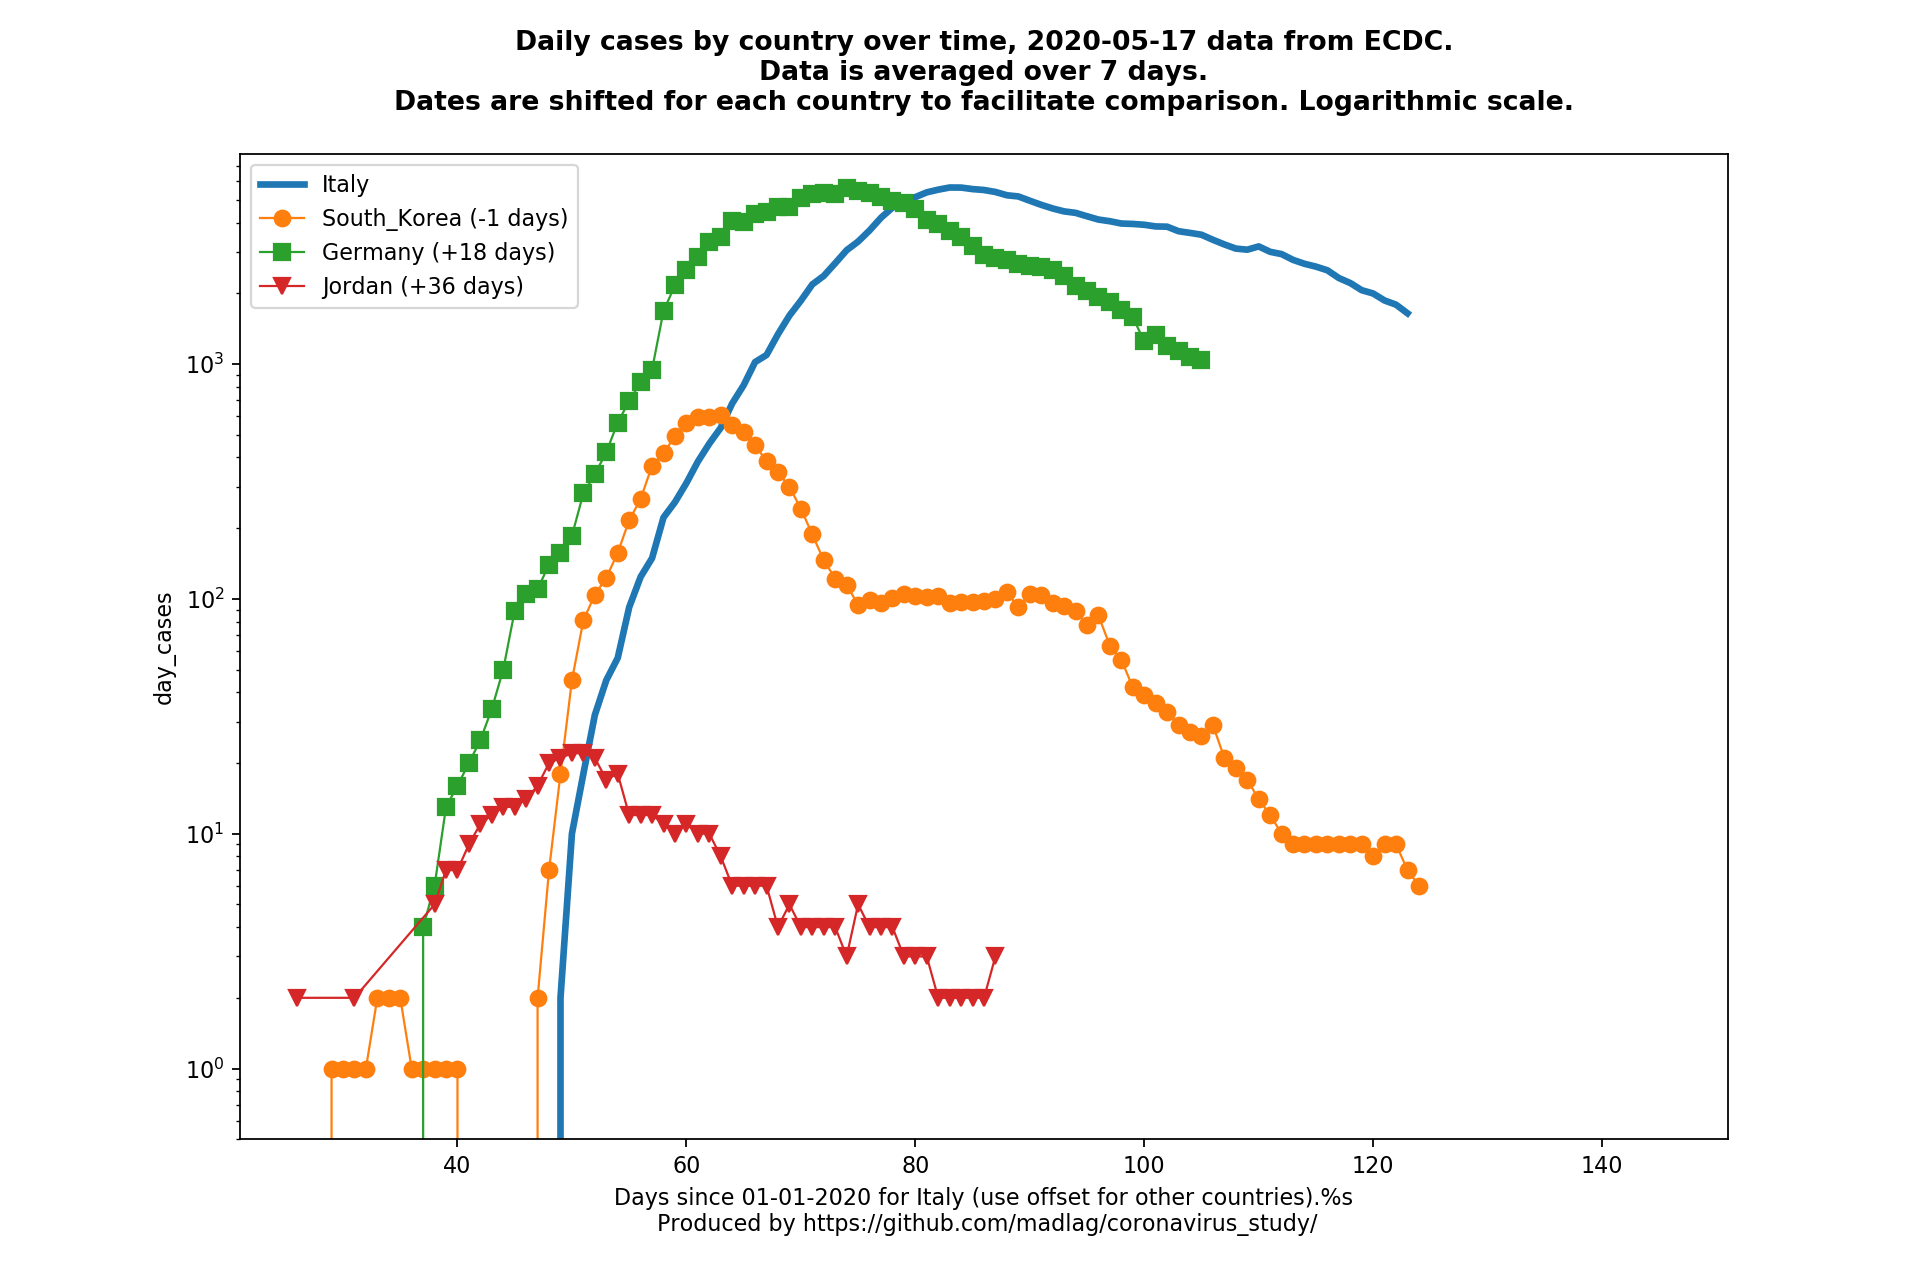 Daily cases by country over time, 2020-05-17 data from ECDC.
Data is averaged over 7 days.
Dates are shifted for each country to facilitate comparison. Logarithmic scale.
Italy
South_Korea (-1 days)
Germany (+18 days)
Jordan (+36 days)
day_cases
10³
10²
10¹
10⁰
40 60 80 100 120 140
Days since 01-01-2020 for Italy (use offset for other countries).%s
Produced by https://github.com/madlag/coronavirus_study/